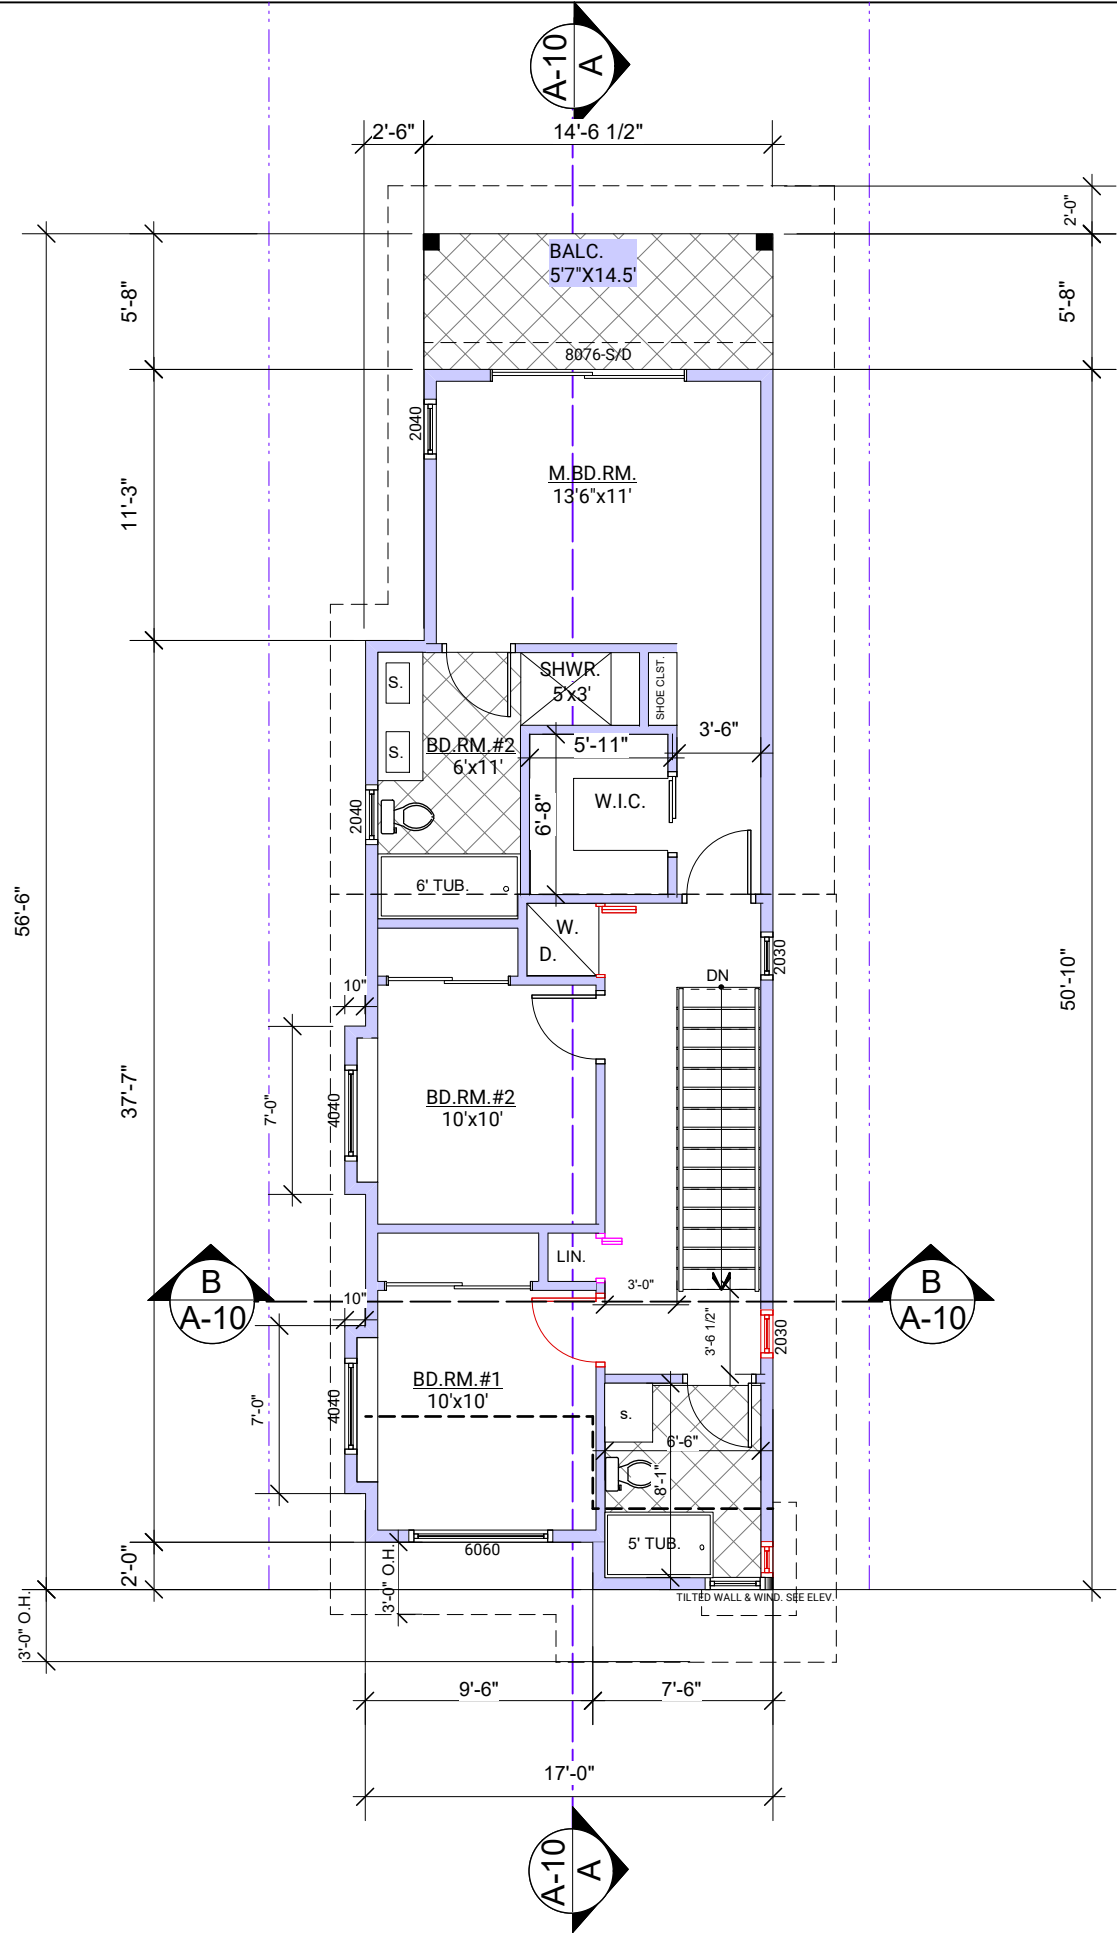 A-10
A
2'-6"
14'-6 1/2"
2'-0"
BALC.
5'7"X14.5'
5'-8"
5'-8"
8076-S/D
2040
M.BD.RM.
13'6"x11'
11'-3"
S.
SHWR.
5'x3'
SHOE CLST.
S.
BD.RM.#2
6'x11'
5'-11"
3'-6"
2040
6'-8"
W.I.C.
6' TUB.
56'-6"
W.
D.
2030
DN
50'-10"
10"
37'-7"
7'-0"
4040
BD.RM.#2
10'x10'
LIN.
B
A-10
B
A-10
10"
3'-0"
3'-6 1/2"
2030
7'-0"
4040
BD.RM.#1
10'x10'
s.
6'-6"
8'-1"
6060
5' TUB.
2'-0"
3'-0" O.H.
3'-0" O.H.
TILTED WALL & WIND. SEE ELEV.
9'-6"
7'-6"
17'-0"
A-10
A